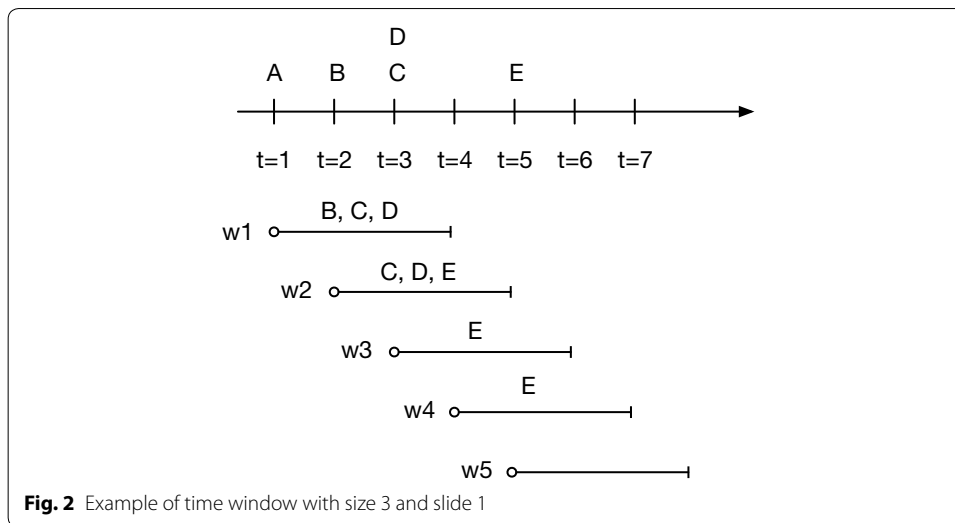 D
A B C E
t=1 t=2 t=3 t=4 t=5 t=6 t=7
B, C, D
w1
C, D, E
w2
E
w3
E
w4
w5
Fig. 2 Example of time window with size 3 and slide 1